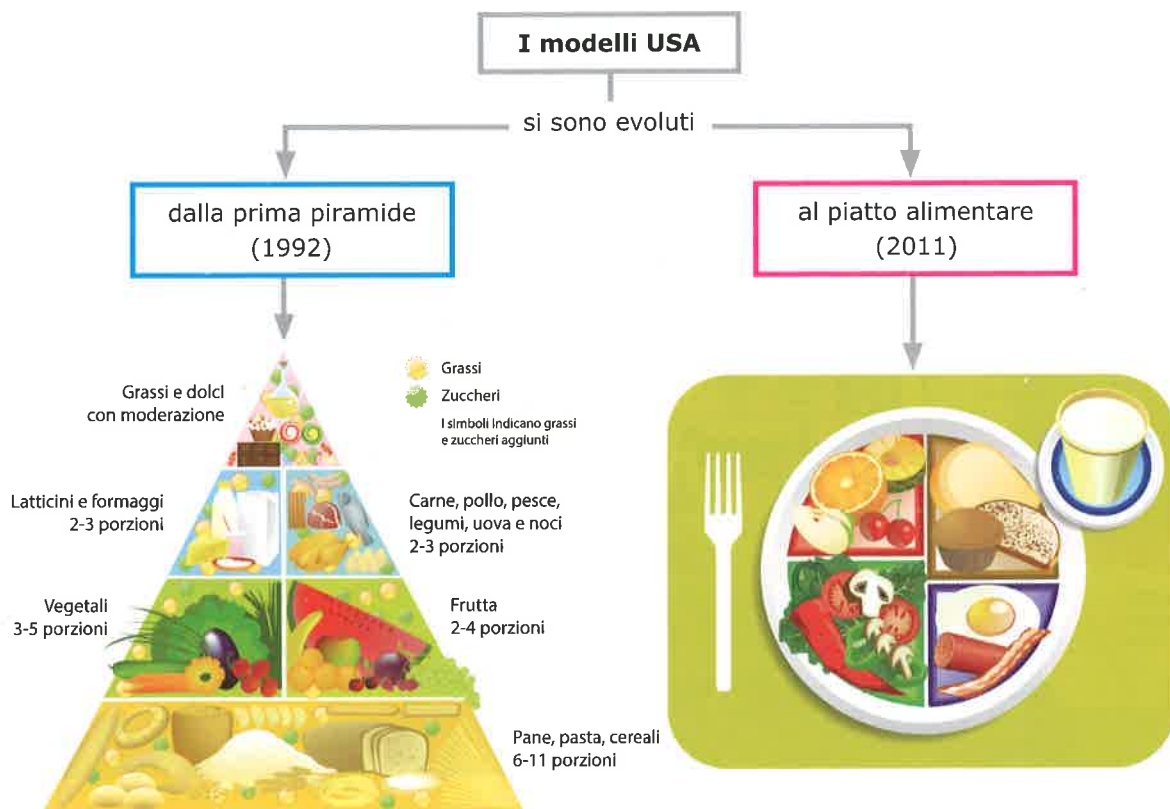 I modelli USA
si sono evoluti
dalla prima piramide
(1992)
al piatto alimentare
(2011)
Grassi e dolci
con moderazione
Grassi
Zuccheri
I simboli indicano grassi
e zuccheri aggiunti
Latticini e formaggi
2-3 porzioni
Carne, pollo, pesce,
legumi, uova e noci
2-3 porzioni
Vegetali
3-5 porzioni
Frutta
2-4 porzioni
Pane, pasta, cereali
6-11 porzioni